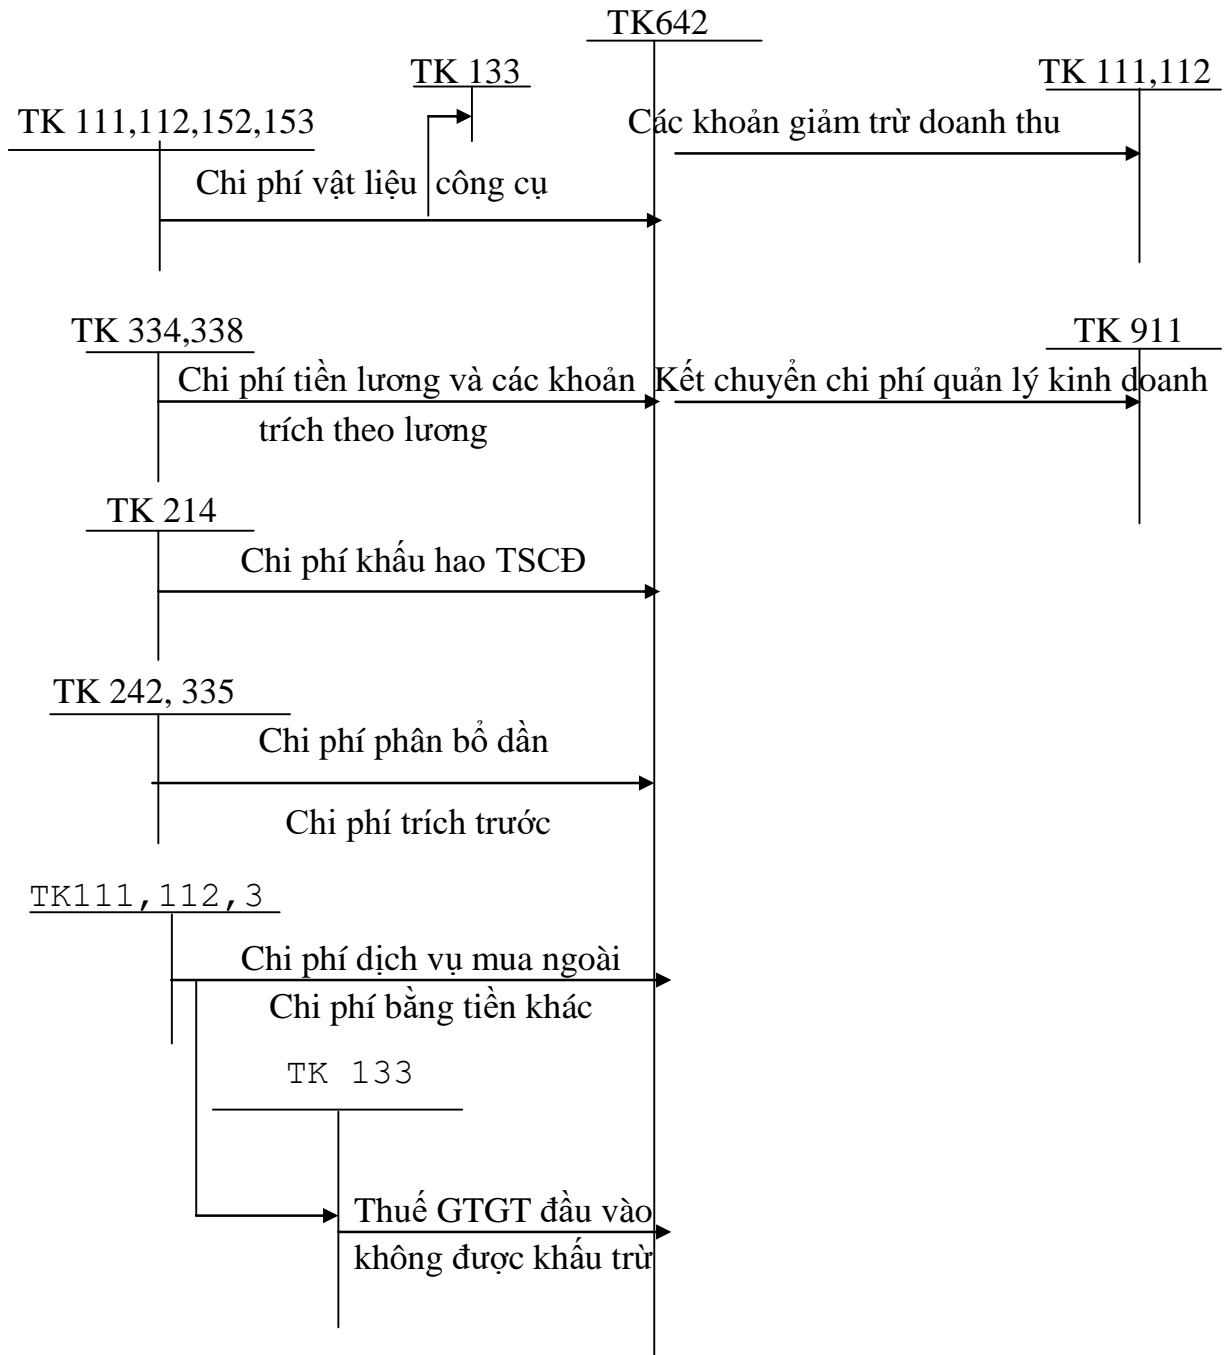 TK642
TK 133
TK 111,112
TK 111,112,152,153
Các khoản giảm trừ doanh thu
Chi phí vật liệu công cụ
TK 334,338
TK 911
Chi phí tiền lương và các khoản
trích theo lương
Kết chuyển chi phí quản lý kinh doanh
TK 214
Chi phí khấu hao TSCĐ
TK 242, 335
Chi phí phân bổ dần
Chi phí trích trước
TK111,112,3
Chi phí dịch vụ mua ngoài
Chi phí bằng tiền khác
TK 133
Thuế GTGT đầu vào
không được khấu trừ